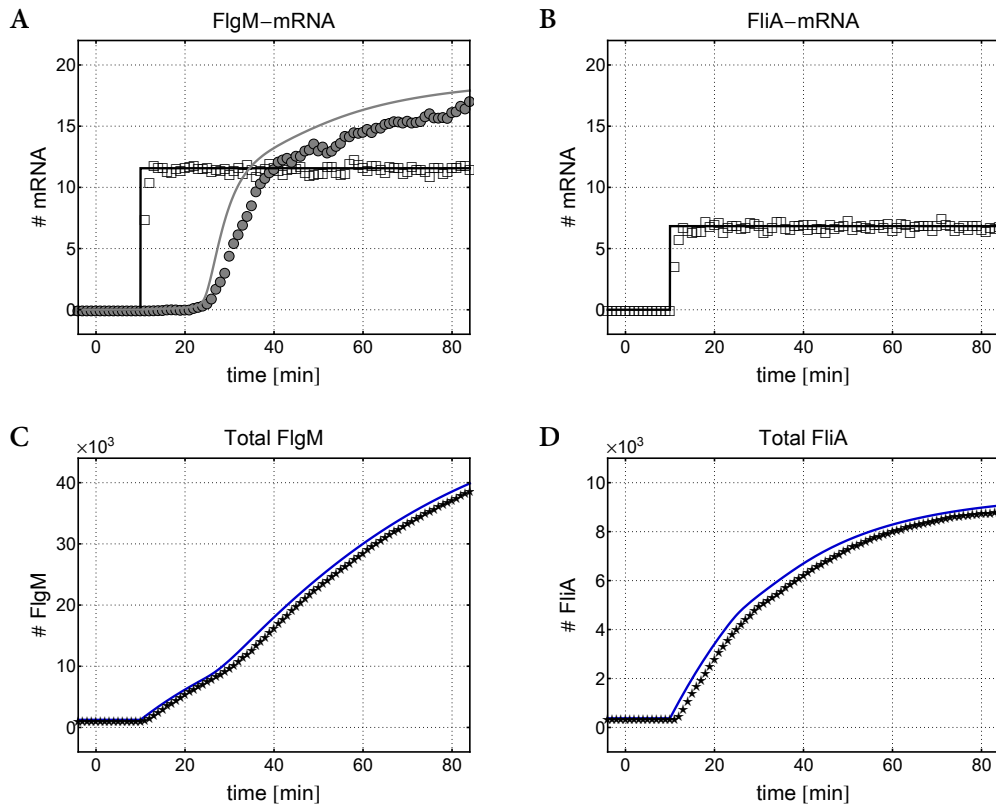 A
FlgM–mRNA
# mRNA
20
15
10
5
0
0 20 40 60 80
time [min]
B
FliA–mRNA
# mRNA
20
15
10
5
0
0 20 40 60 80
time [min]
C
×10³
Total FlgM
# FlgM
40
30
20
10
0
0 20 40 60 80
time [min]
D
×10³
Total FliA
# FliA
10
8
6
4
2
0
0 20 40 60 80
time [min]